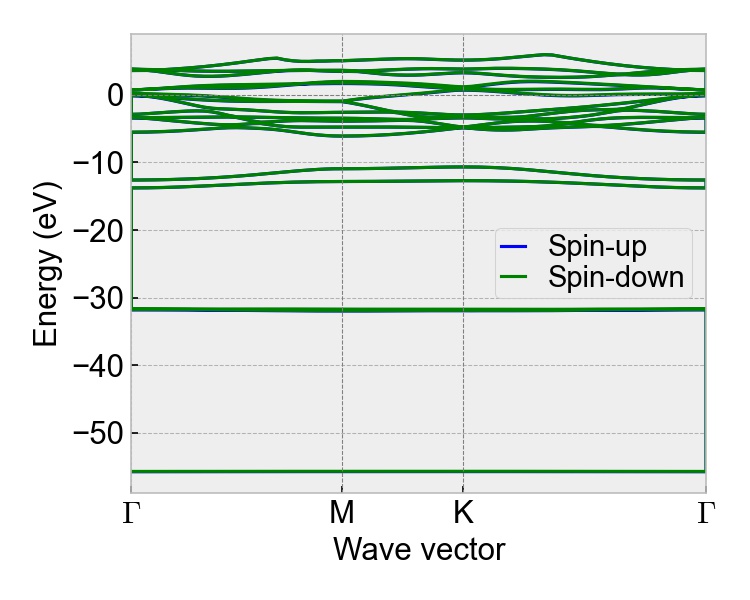 0
−10
−20
−30
−40
−50
Energy (eV)
Spin-up
Spin-down
Γ M K Γ
Wave vector